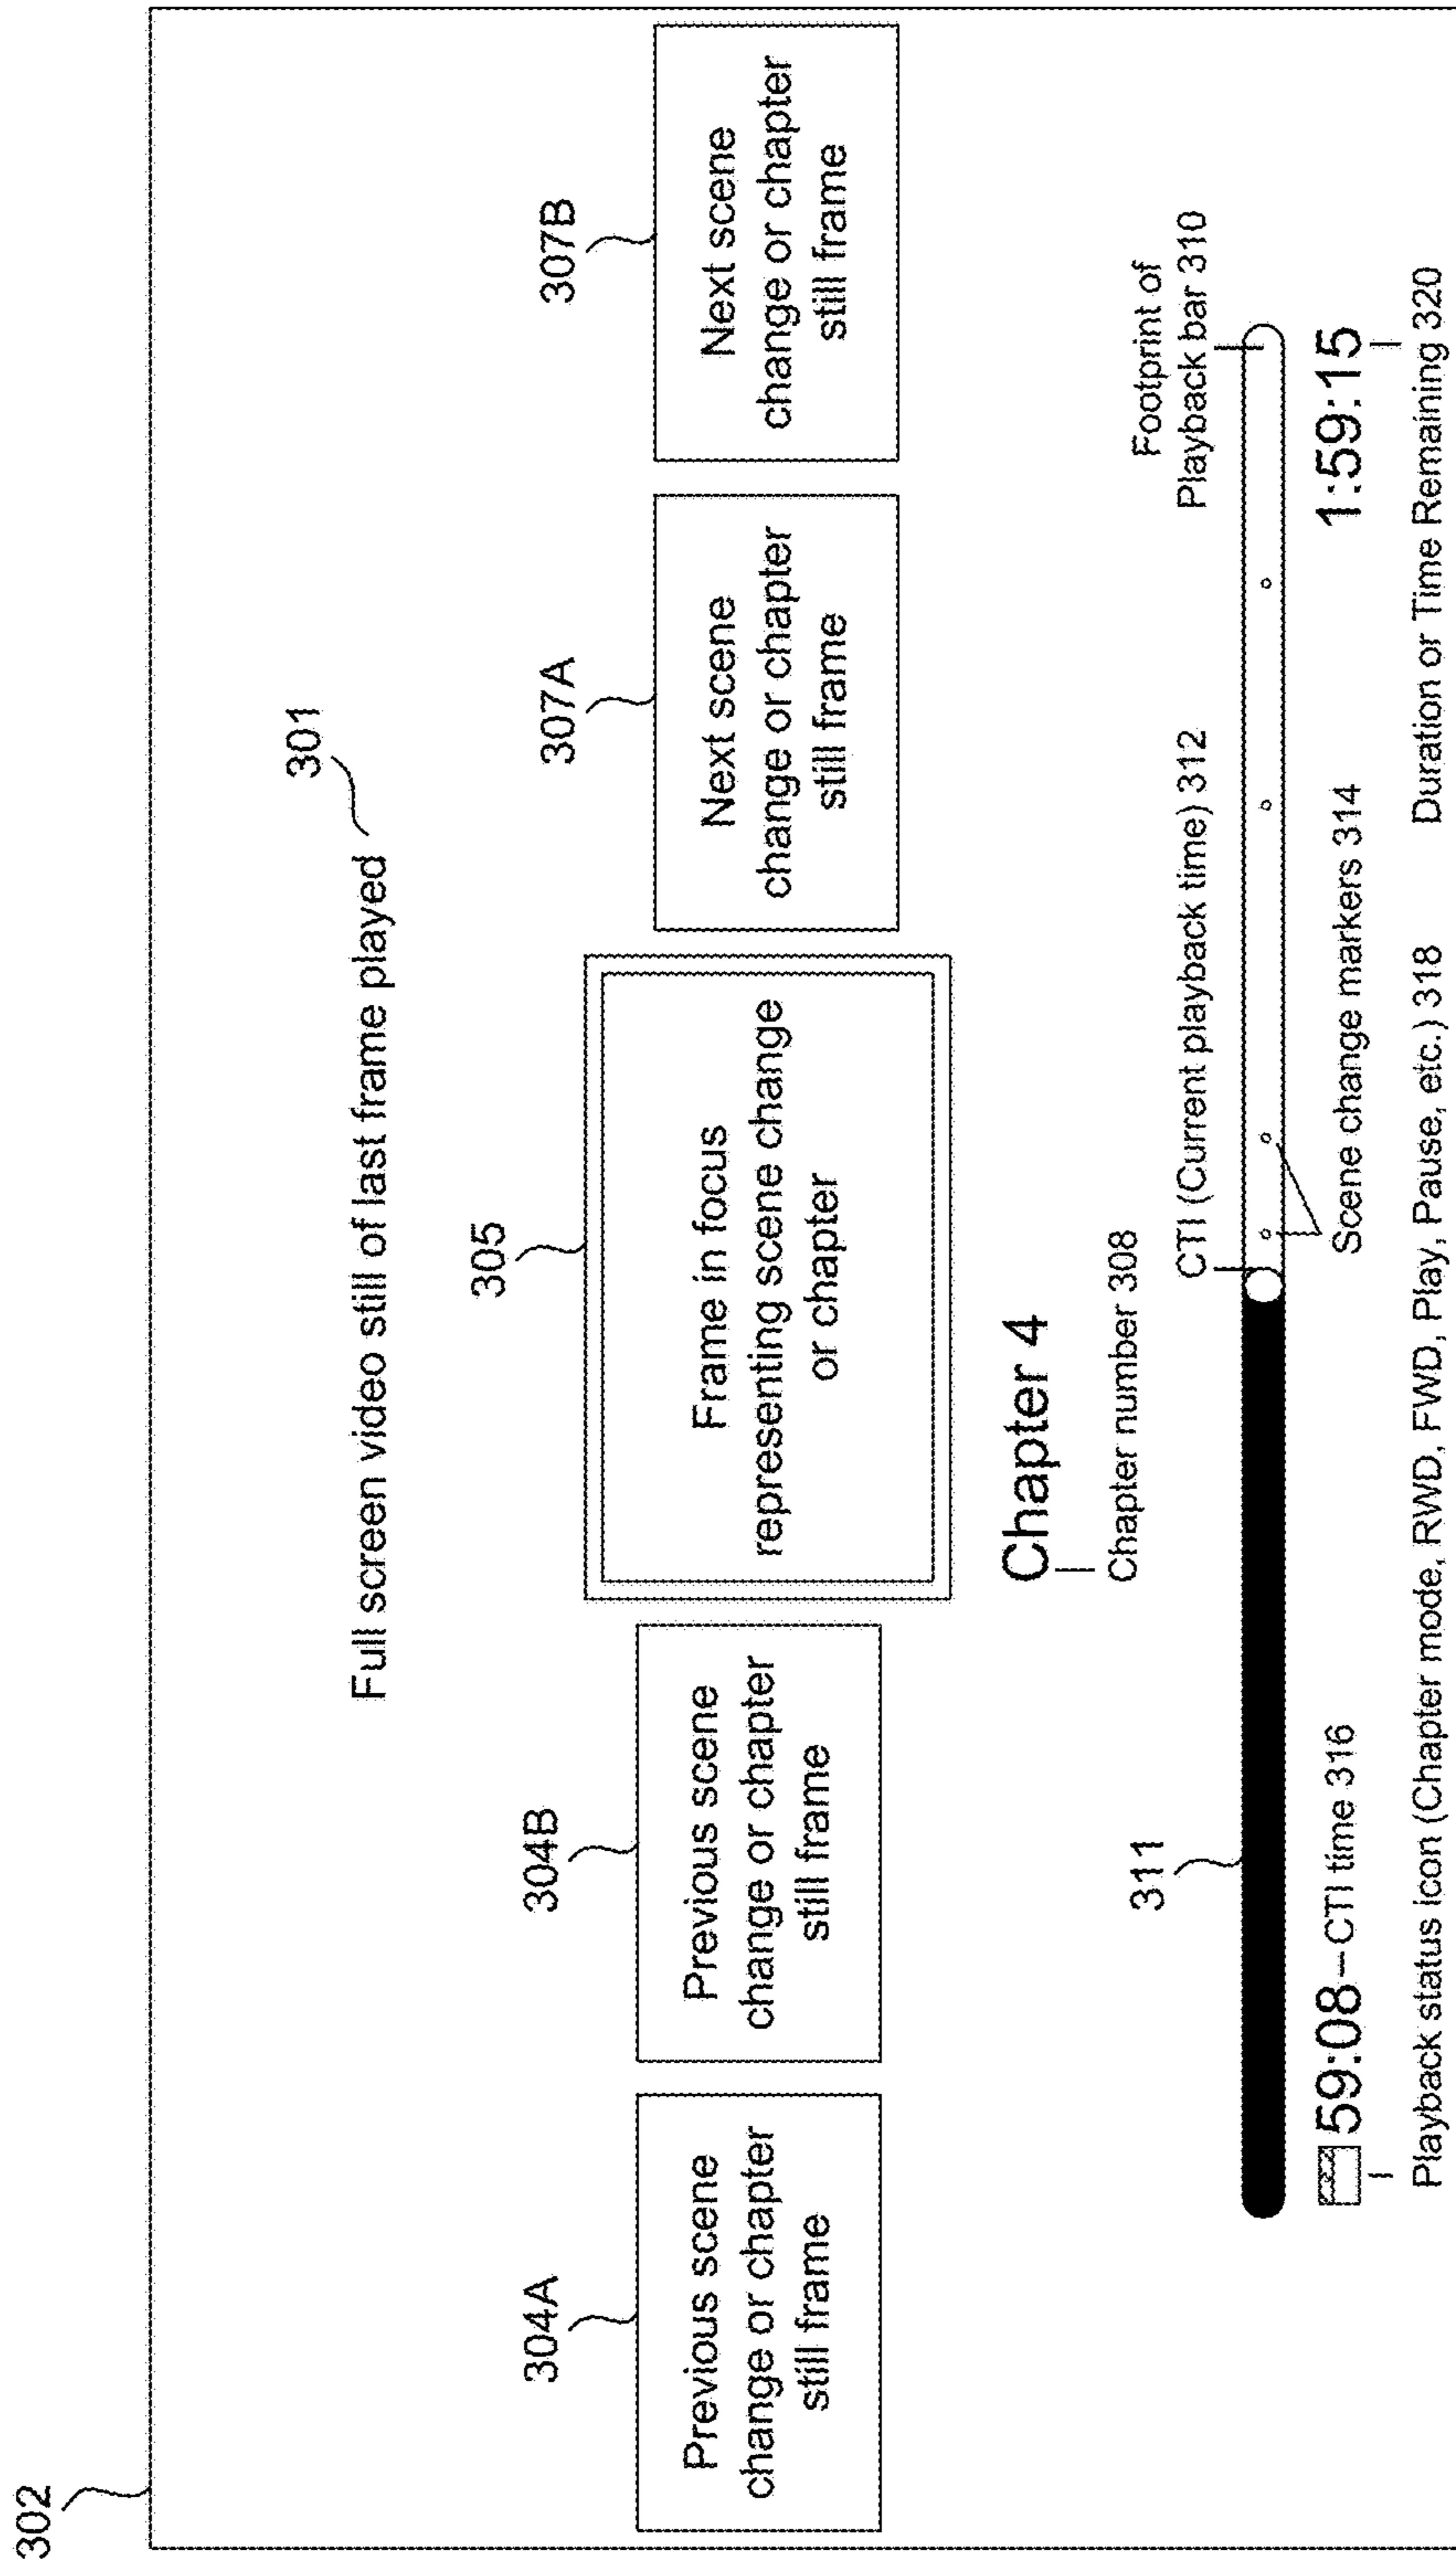 302
Full screen video still of last frame played
301
304A
304B
305
307A
307B
Previous scene
change or chapter
still frame
Previous scene
change or chapter
still frame
Frame in focus
representing scene change
or chapter
Next scene
change or chapter
still frame
Next scene
change or chapter
still frame
Chapter 4
Chapter number 308
311
CTI (Current playback time) 312
Footprint of
Playback bar 310
59:08
CTI time 316
Scene change markers 314
1:59:15
Playback status icon (Chapter mode, RWD, FWD, Play, Pause, etc.) 318
Duration or Time Remaining 320